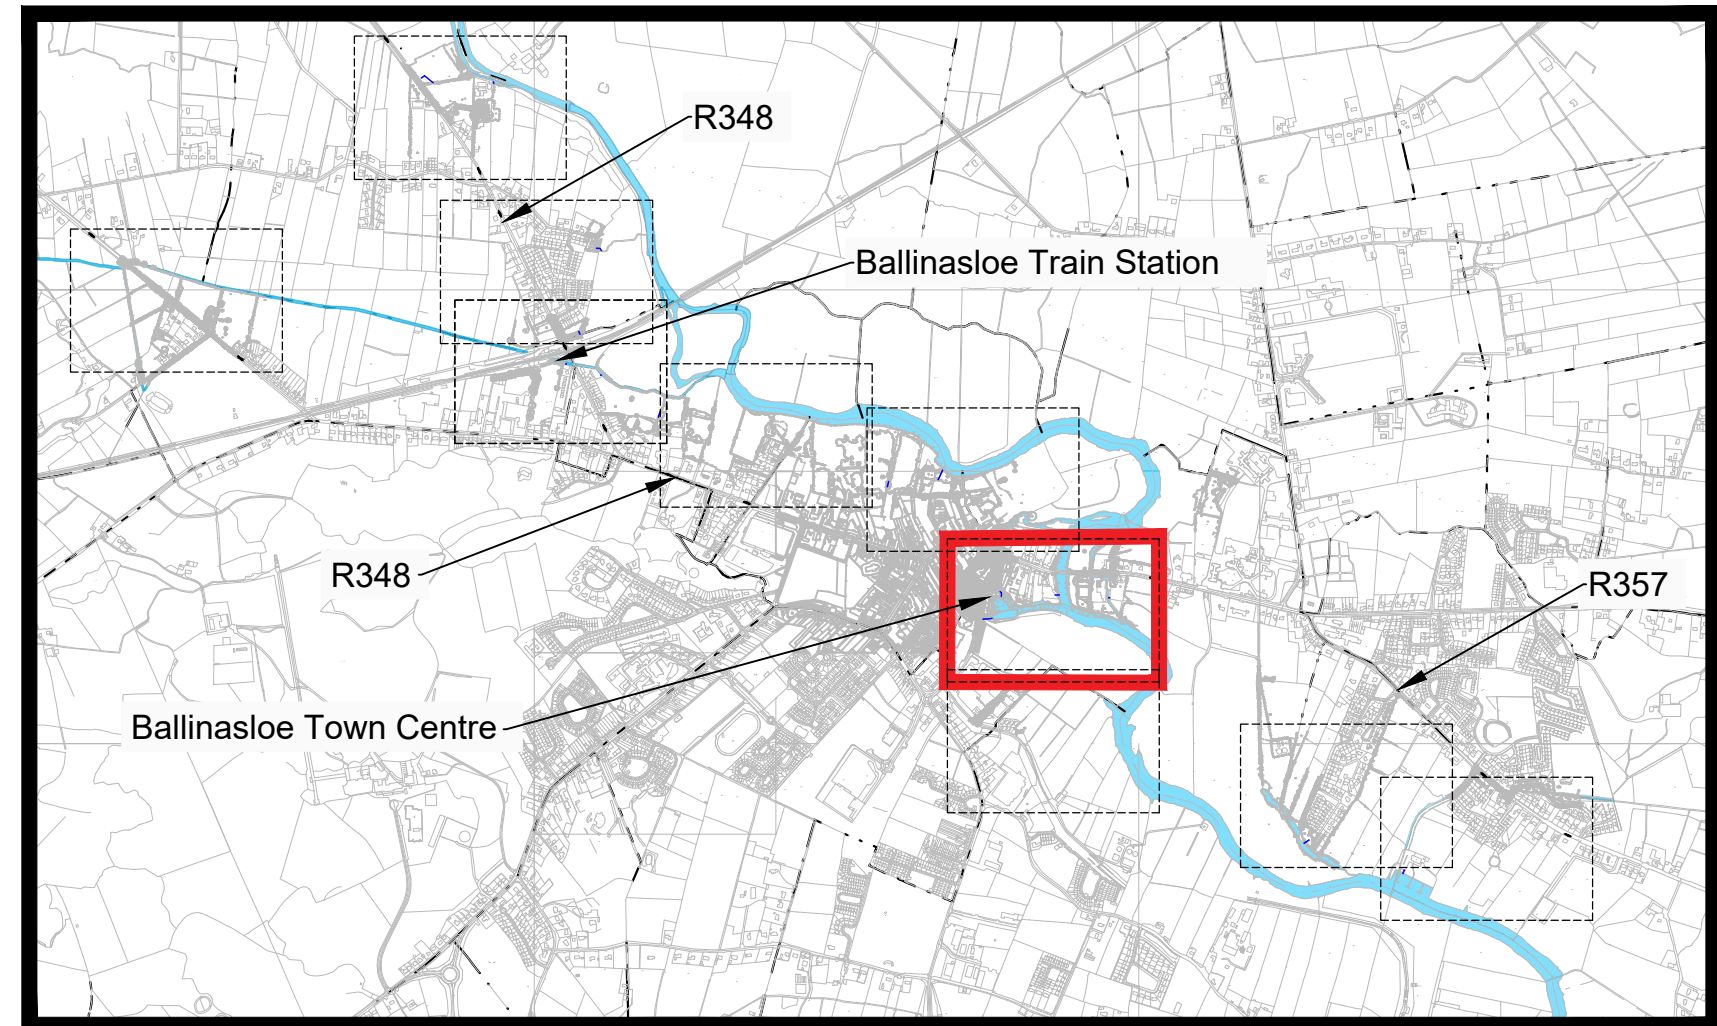 R348
Ballinasloe Train Station
R348
R357
Ballinasloe Town Centre